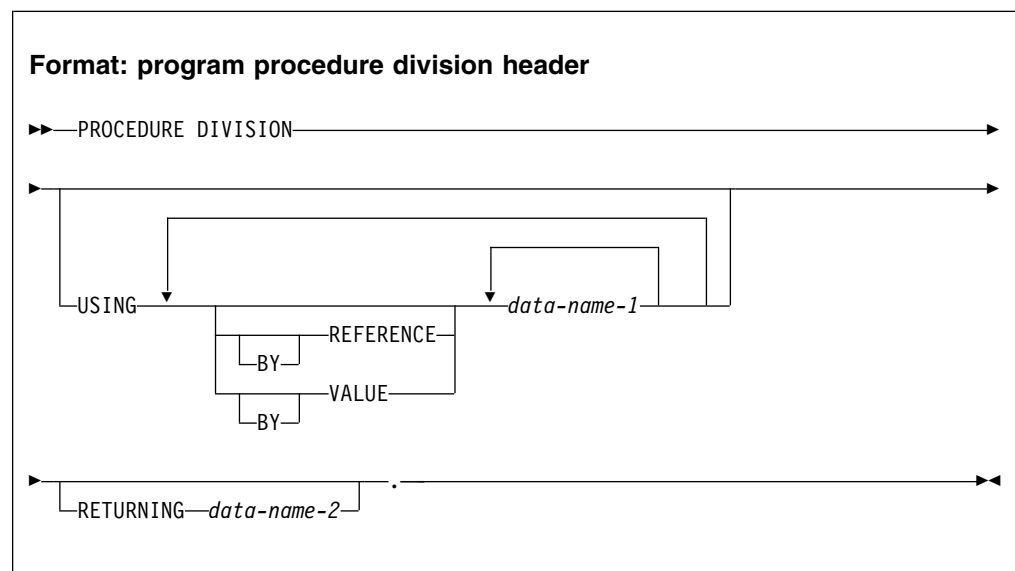 Format: program procedure division header
PROCEDURE DIVISION
USING data-name-1
REFERENCE
BY
VALUE
BY
.
RETURNING data-name-2